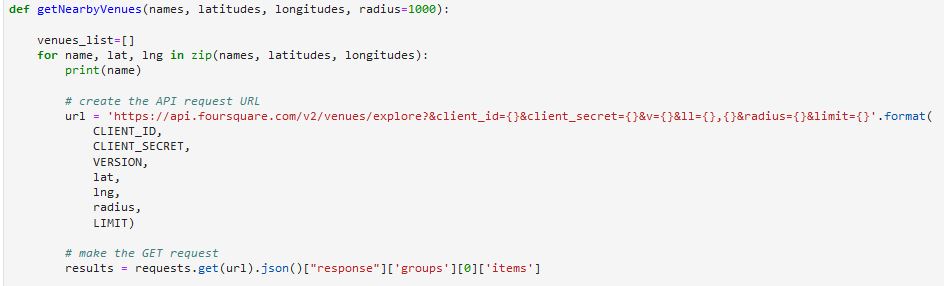 def getNearbyVenues(names, latitudes, longitudes, radius=1000):
venues_list=[]
for name, lat, lng in zip(names, latitudes, longitudes):
print(name)
# create the API request URL
url = 'https://api.foursquare.com/v2/venues/explore?&client_id={}&client_secret={}&v={}&ll={},{}&radius={}&limit={}'.format(
CLIENT_ID,
CLIENT_SECRET,
VERSION,
lat,
lng,
radius,
LIMIT)
# make the GET request
results = requests.get(url).json()["response"]['groups'][0]['items']